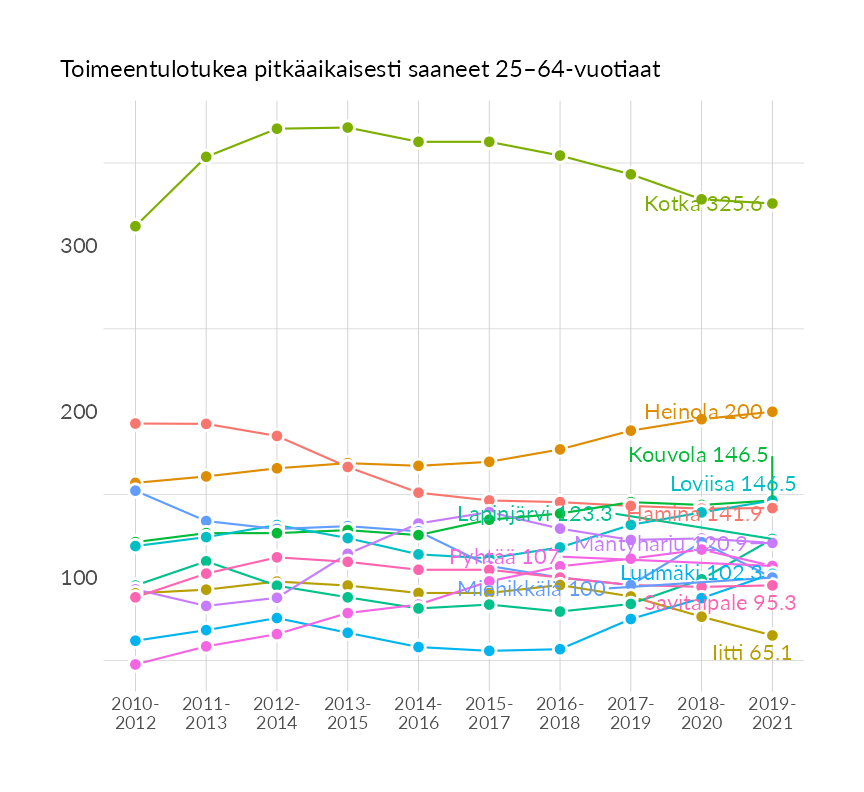 Toimeentulotukea pitkäaikaisesti saaneet 25–64-vuotiaat
Kotka 325.6
300
Heinola 200
200
Kouvola 146.5
Loviisa 146.5
Lapinjärvi 123.3
Hamina 141.9
Mäntyharju 120.9
Pyhtää 107
Luumäki 102.3
100
Miehikkälä 100
Savitaipale 95.3
Iitti 65.1
2010-
2012
2011-
2013
2012-
2014
2013-
2015
2014-
2016
2015-
2017
2016-
2018
2017-
2019
2018-
2020
2019-
2021